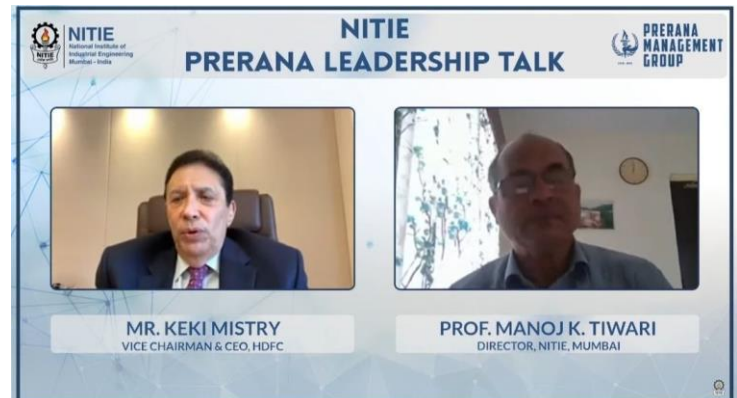 NITIE
National Institute of
Industrial Engineering
Mumbai - India
NITIE
PRERANA LEADERSHIP TALK
PRERANA
MANAGEMENT
GROUP
NITIE
MR. KEKI MISTRY
VICE CHAIRMAN & CEO, HDFC
PROF. MANOJ K. TIWARI
DIRECTOR, NITIE, MUMBAI